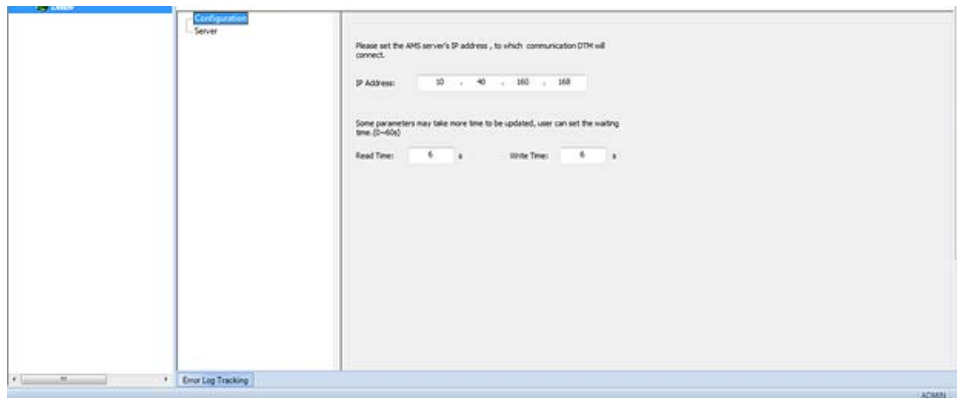 Configuration
Server
Please set the AMS server's IP address , to which communication DTM will
connect.
IP Address: 10 . 40 . 160 . 168
Some parameters may take more time to be updated, user can set the waiting
time.(0~60s)
Read Time: 6 s Write Time: 6 s
Error Log Tracking
ADMIN